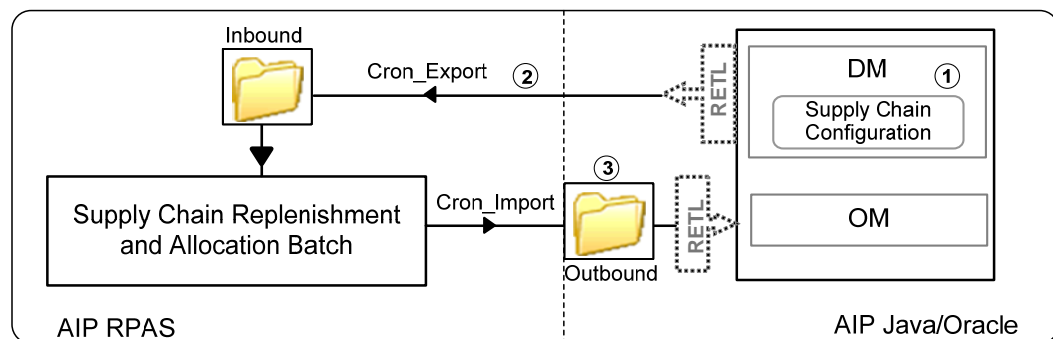 Inbound
Cron_Export
②
RETL
DM
①
Supply Chain
Configuration
③
Supply Chain Replenishment
and Allocation Batch
Cron_Import
Outbound
RETL
OM
AIP RPAS
AIP Java/Oracle